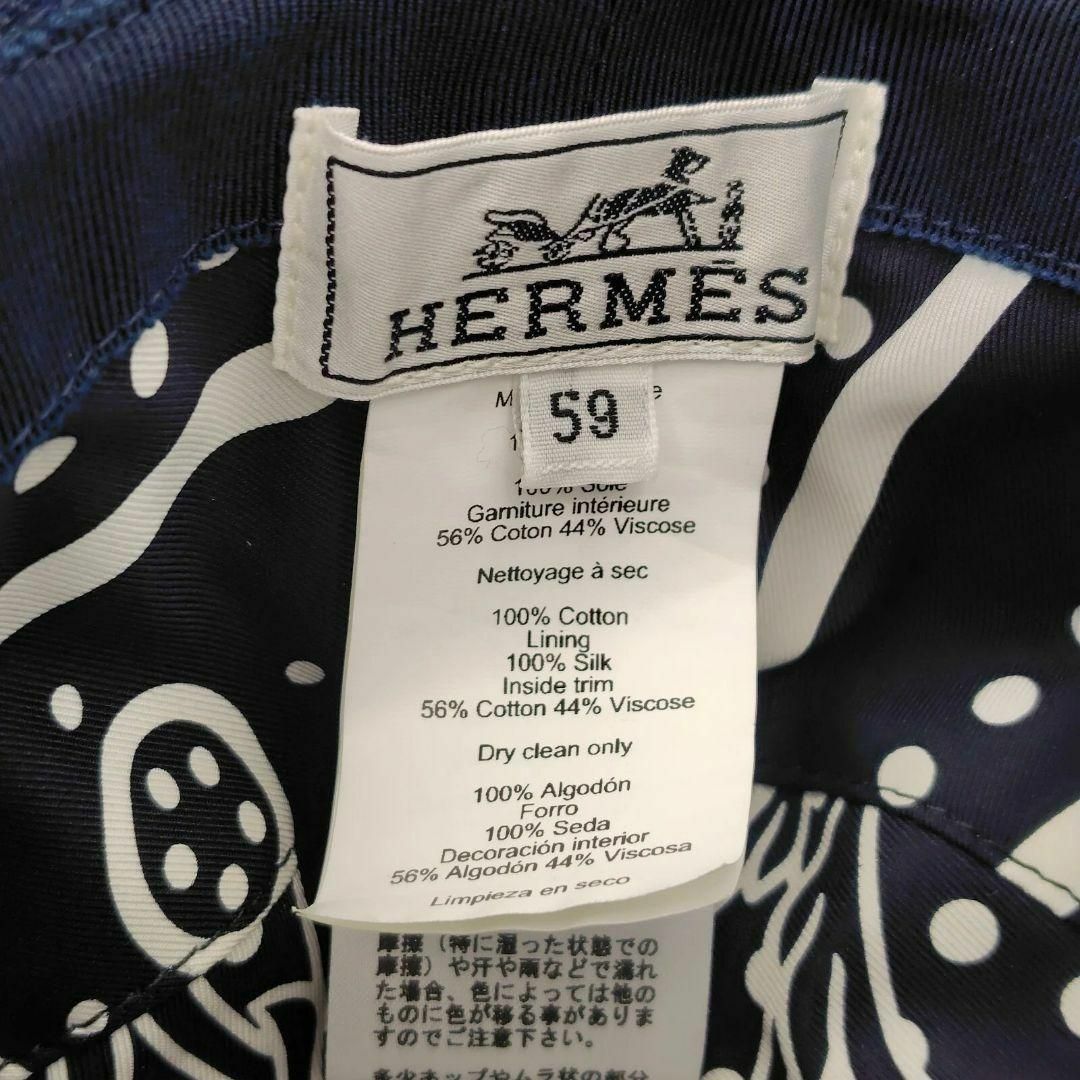 HERMES
59
100% Soie
Garniture intérieure
56% Coton 44% Viscose
Nettoyage à sec
100% Cotton
Lining
100% Silk
Inside trim
56% Cotton 44% Viscose
Dry clean only
100% Algodón
Forro
100% Seda
Decoración interior
56% Algodón 44% Viscosa
Limpieza en seco
摩擦（特に湿った状態での
摩擦）や汗や雨などで濡れ
た場合、色によっては他の
ものに色が移る事がありま
すのでご注意下さい。